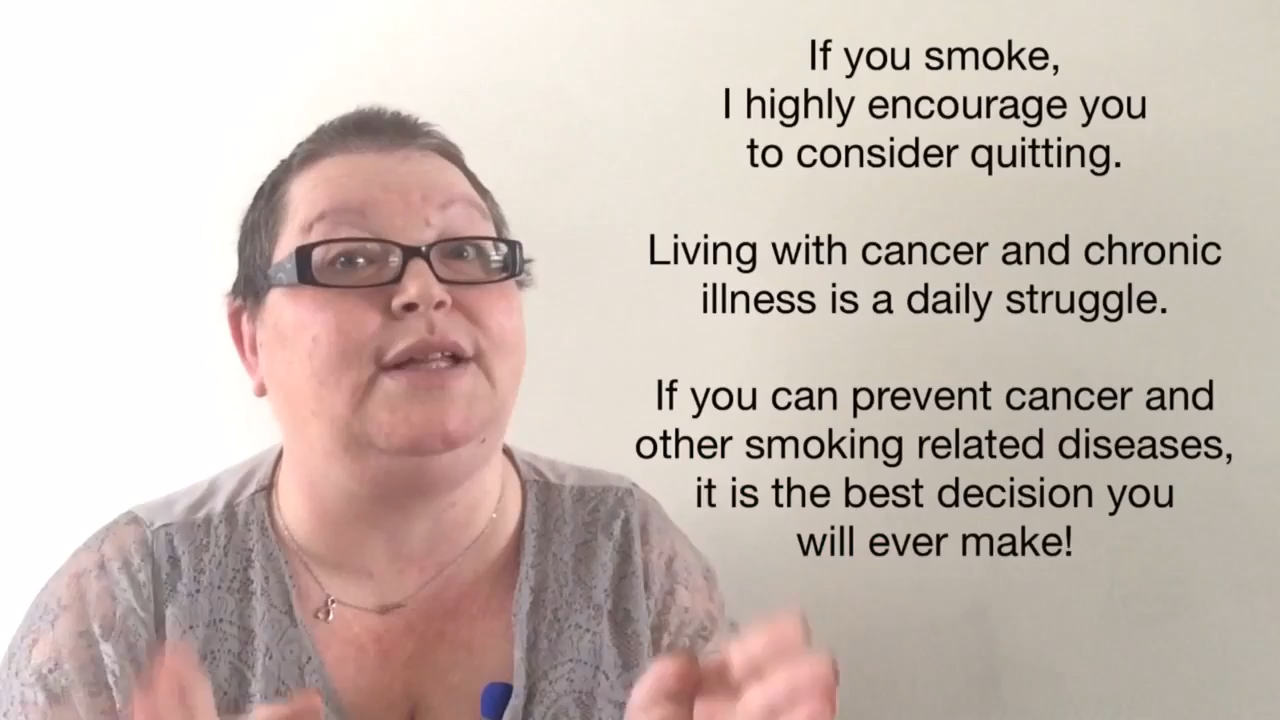 If you smoke,
I highly encourage you
to consider quitting.
Living with cancer and chronic
illness is a daily struggle.
If you can prevent cancer and
other smoking related diseases,
it is the best decision you
will ever make!